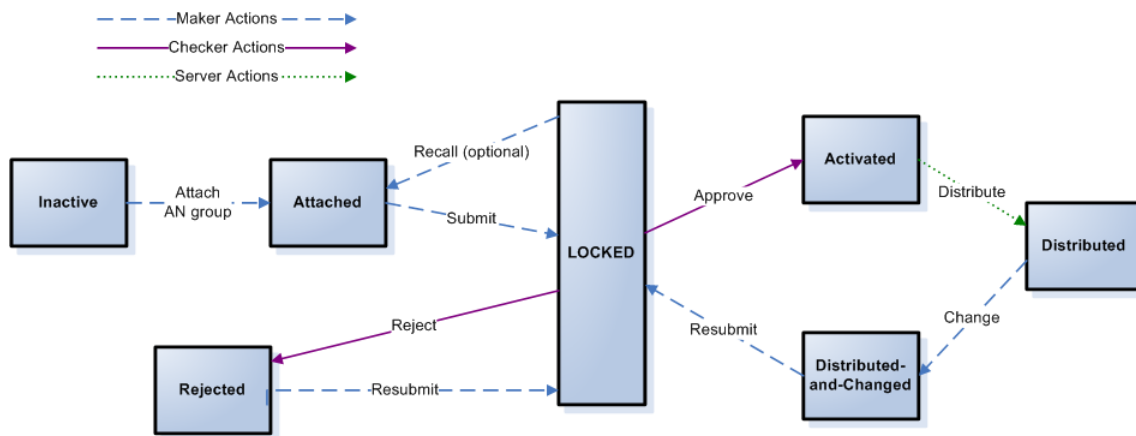 Maker Actions
Checker Actions
Server Actions
Inactive
Attach
AN group
Attached
Recall (optional)
Submit
LOCKED
Approve
Activated
Distribute
Distributed
Change
Distributed-
and-Changed
Resubmit
Reject
Rejected
Resubmit